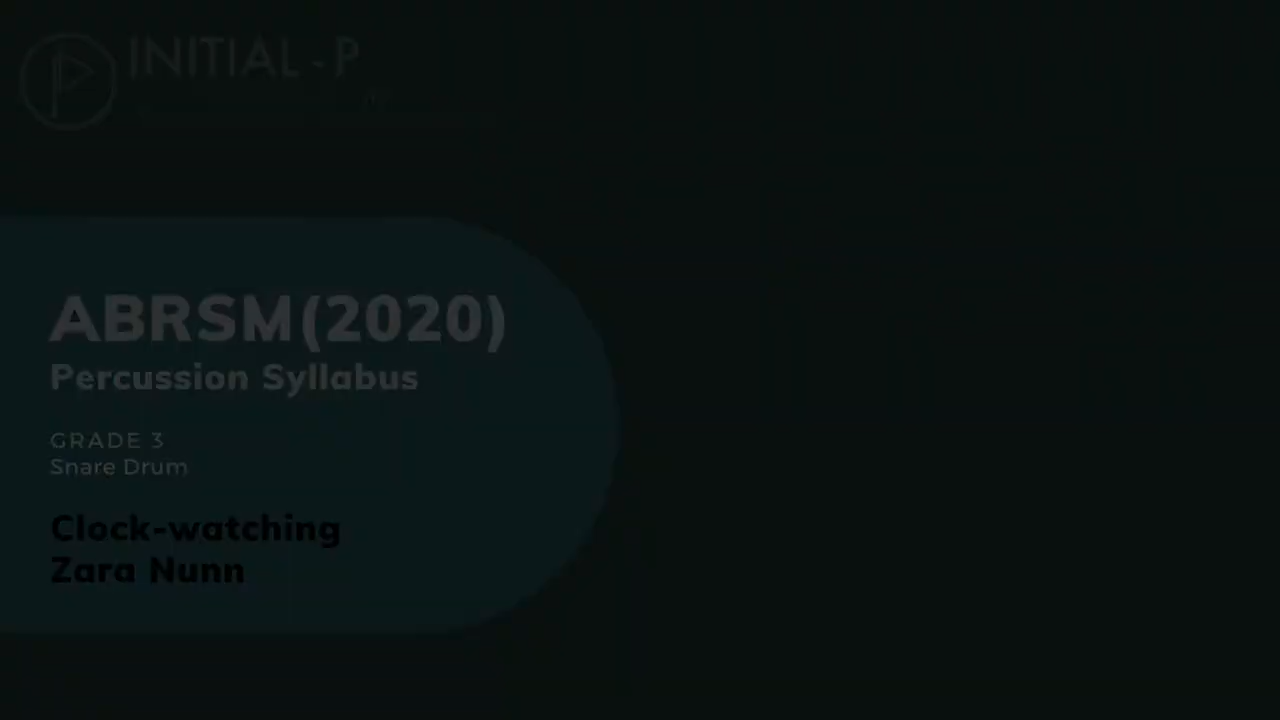 INITIAL - P
ABRSM(2020)
Percussion Syllabus
GRADE 3
Snare Drum
Clock-watching
Zara Nunn